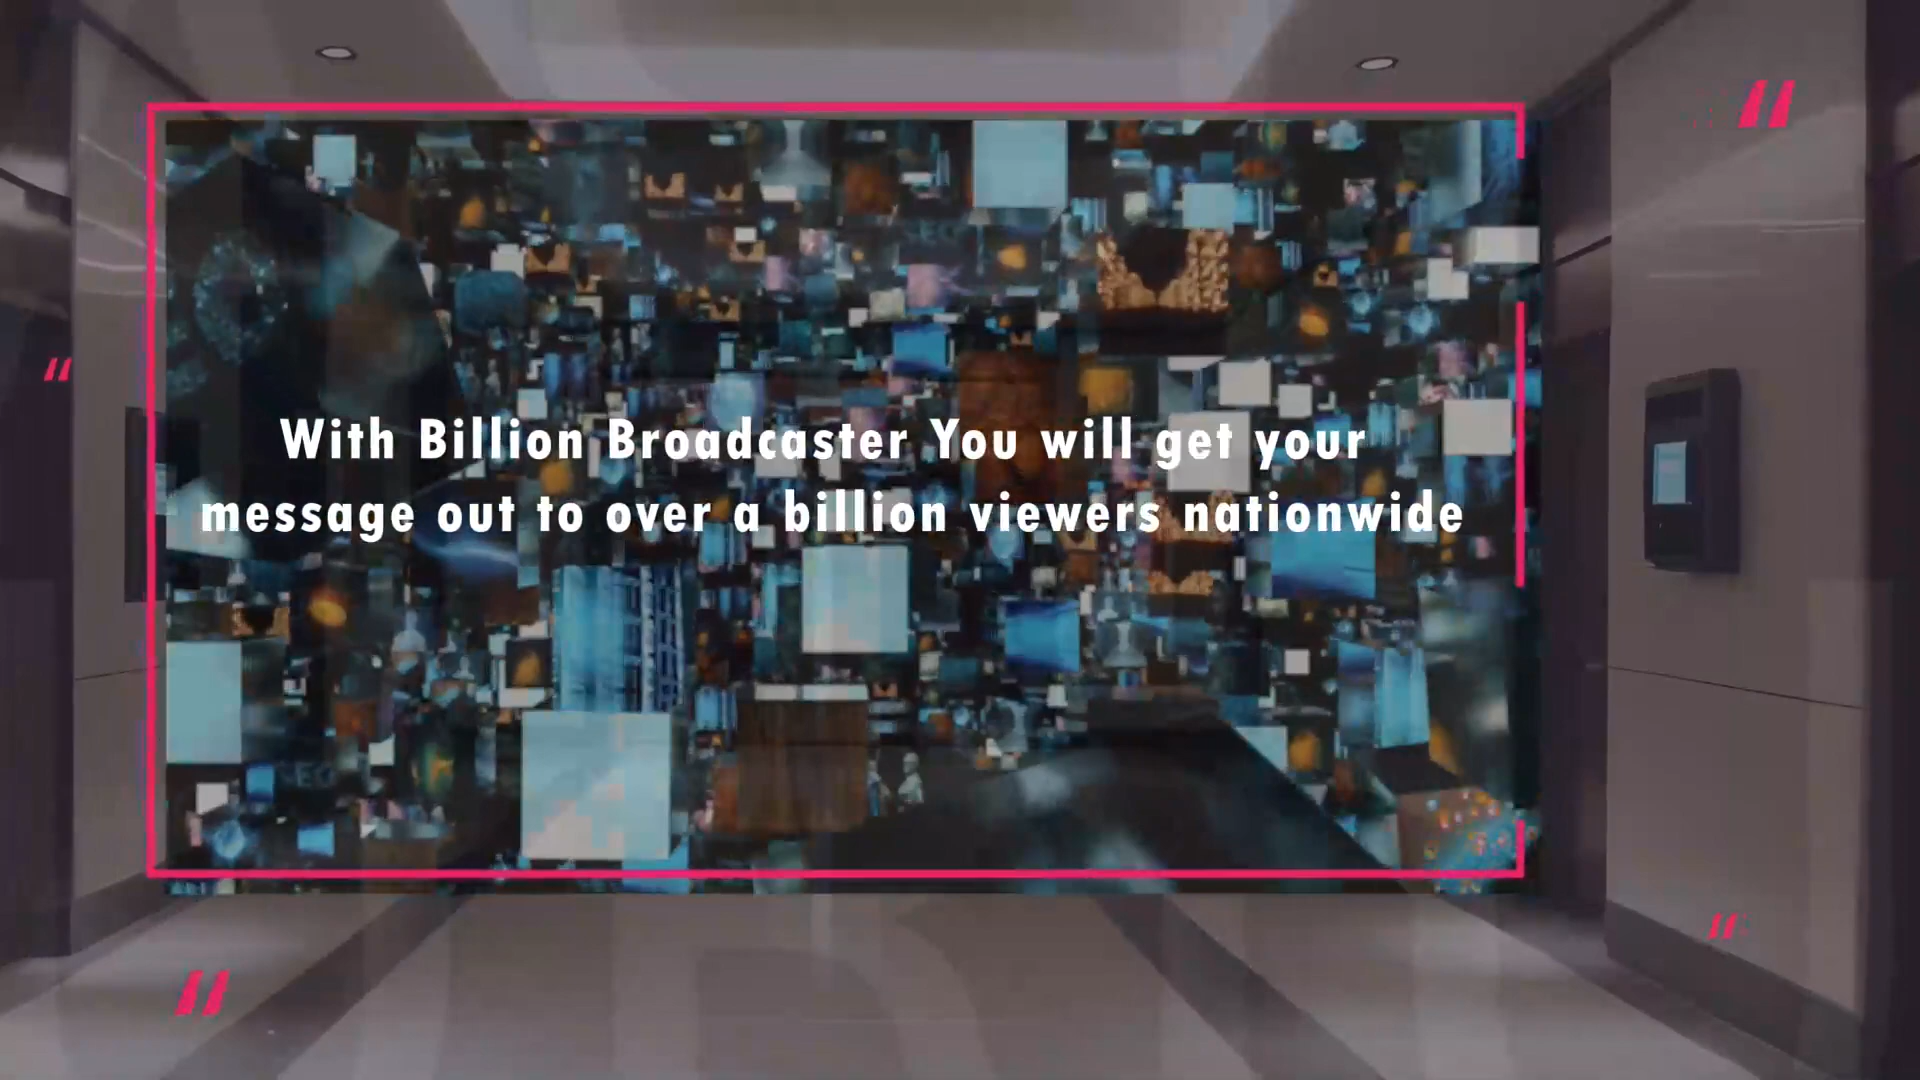 With Billion Broadcaster You will get your
message out to over a billion viewers nationwide